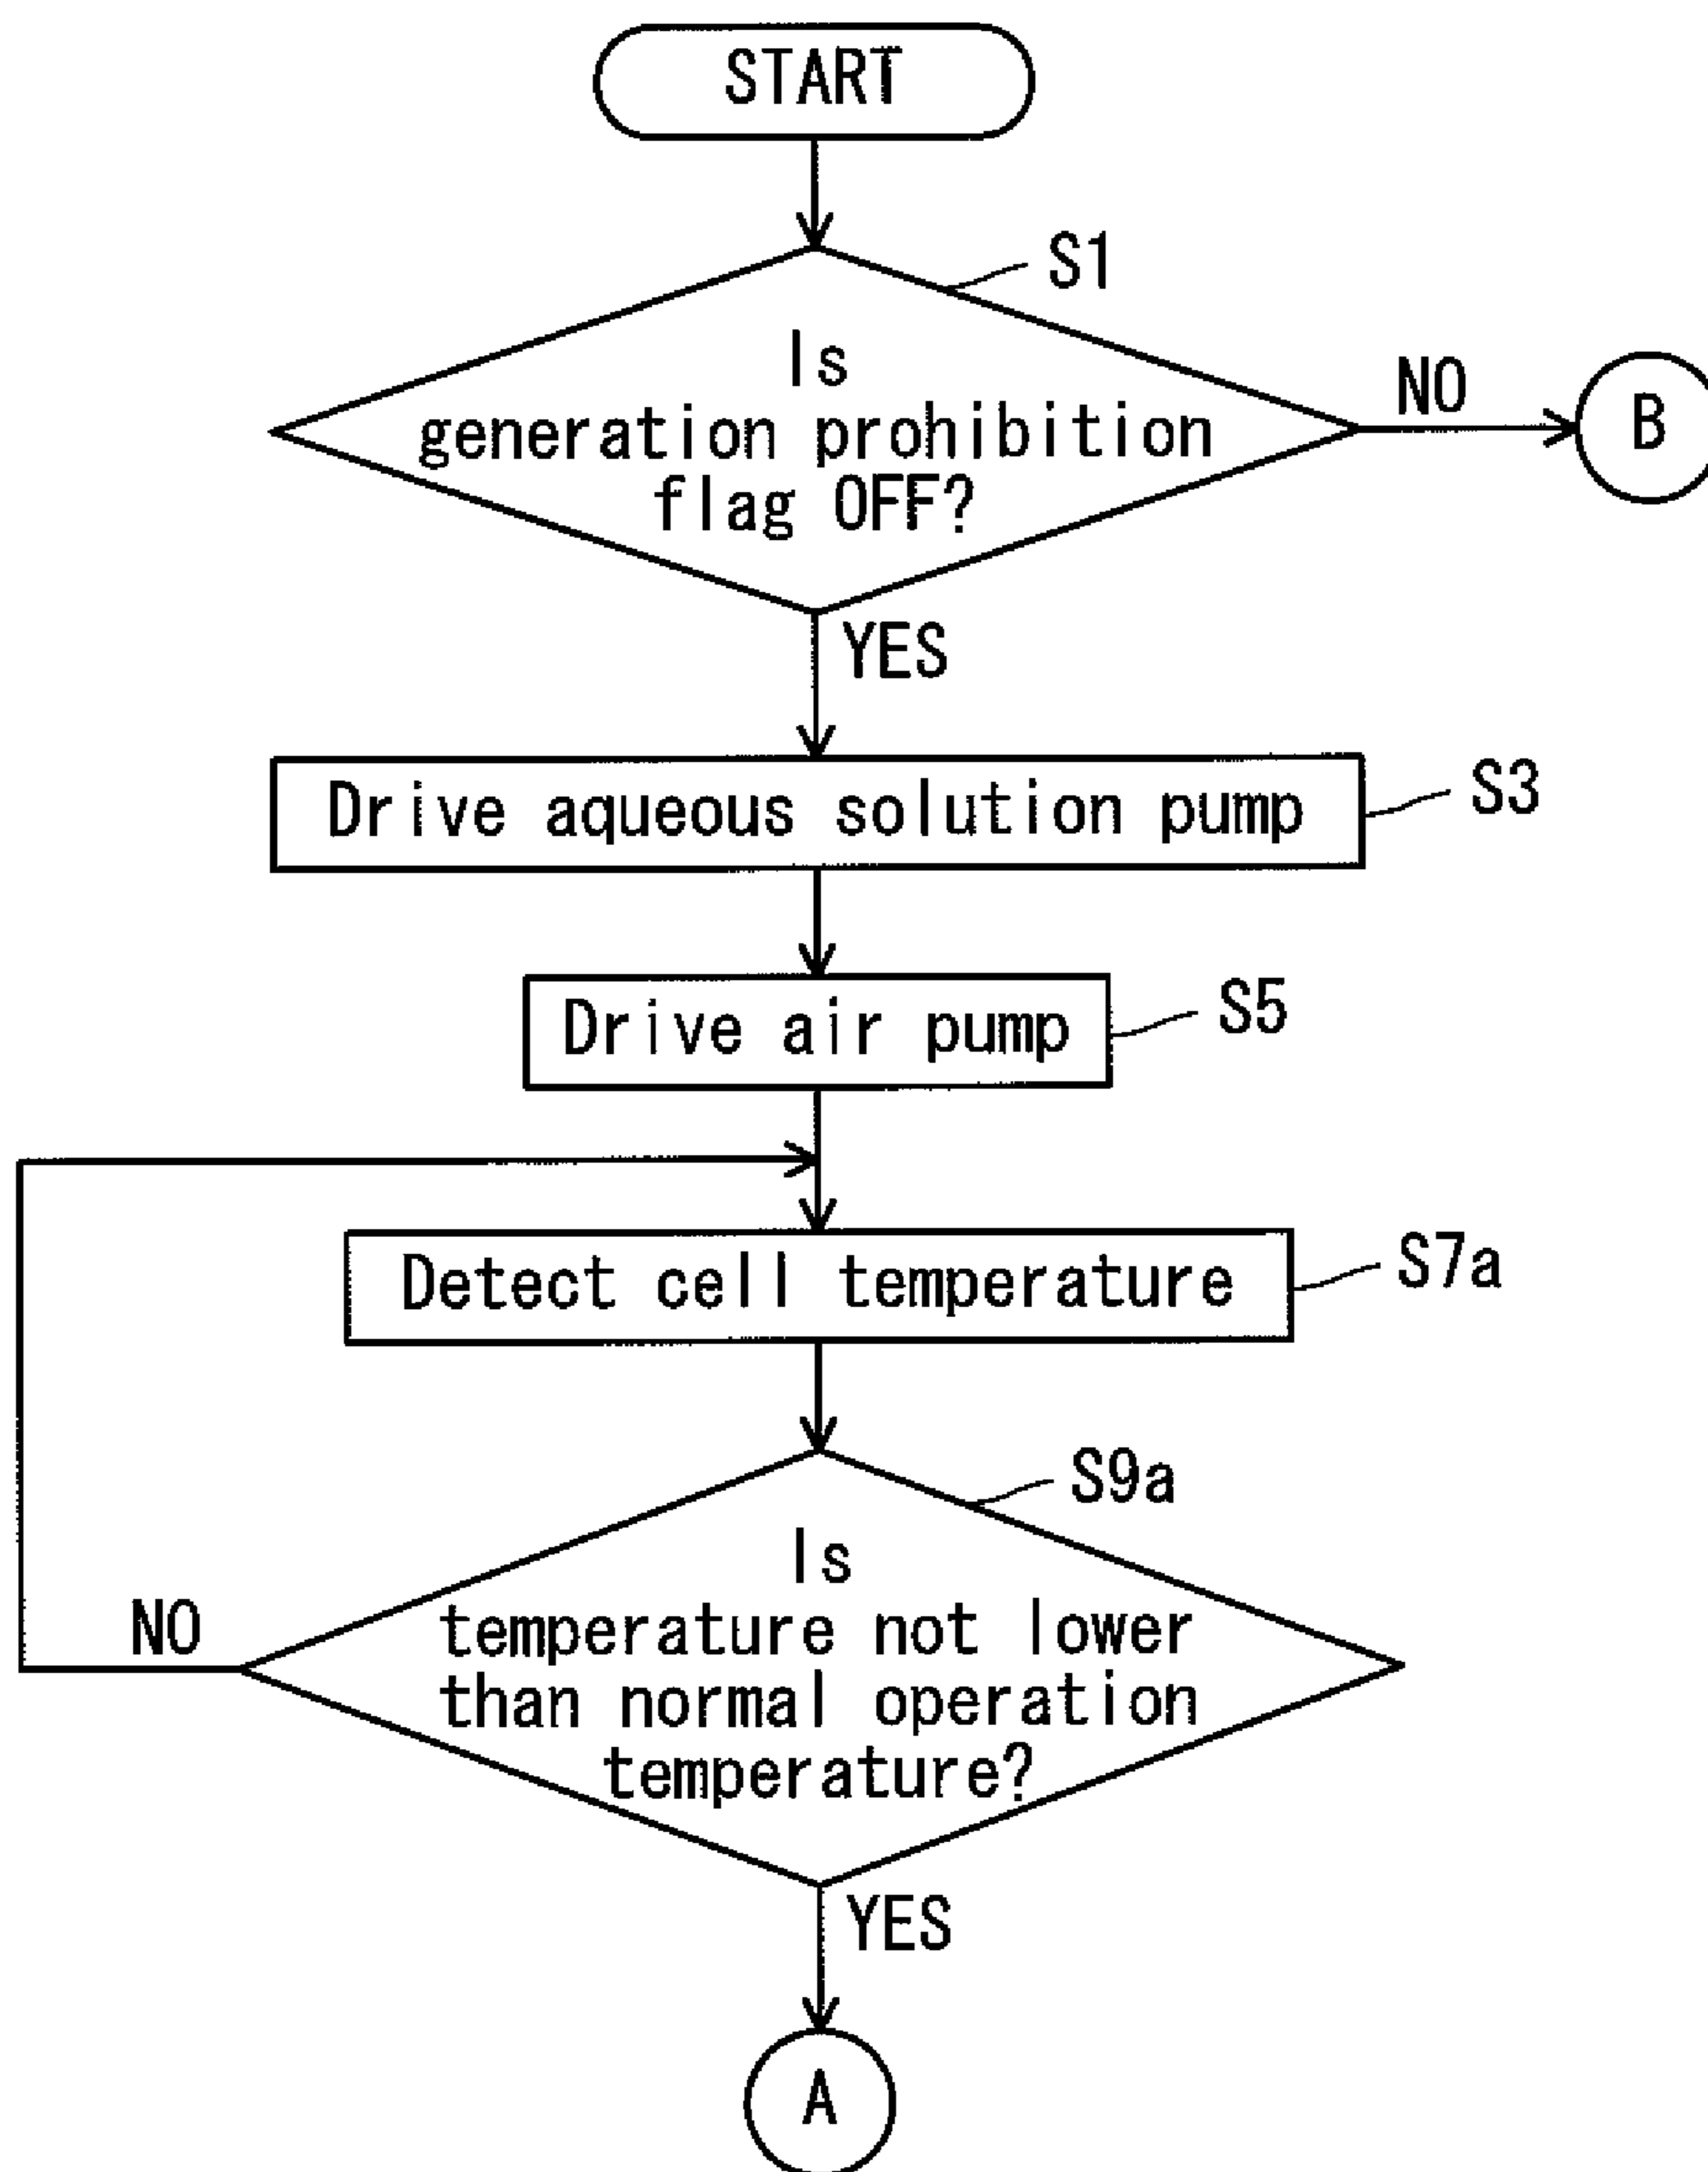 START
S1
Is
generation prohibition
flag OFF?
NO
B
YES
Drive aqueous solution pump
S3
Drive air pump
S5
Detect cell temperature
S7a
S9a
Is
temperature not lower
than normal operation
temperature?
NO
YES
A